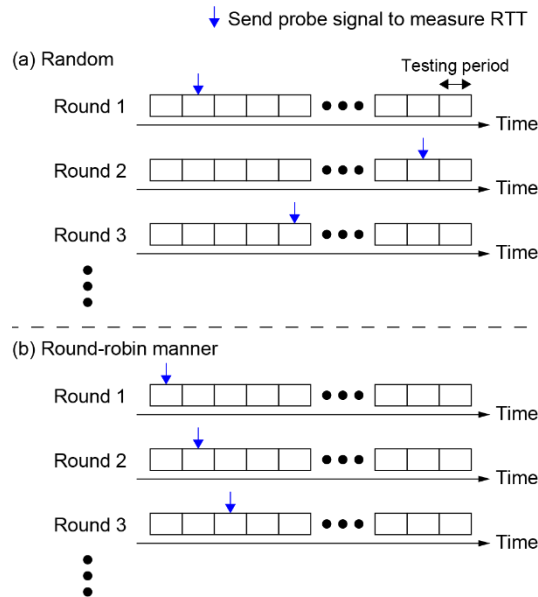 Send probe signal to measure RTT
(a) Random
Testing period
Round 1
Time
Round 2
Time
Round 3
Time
(b) Round-robin manner
Round 1
Time
Round 2
Time
Round 3
Time